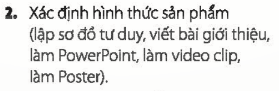 2. Xác định hình thức sản phẩm
(lập sơ đồ tư duy, viết bài giới thiệu,
làm PowerPoint, làm video clip,
làm Poster).